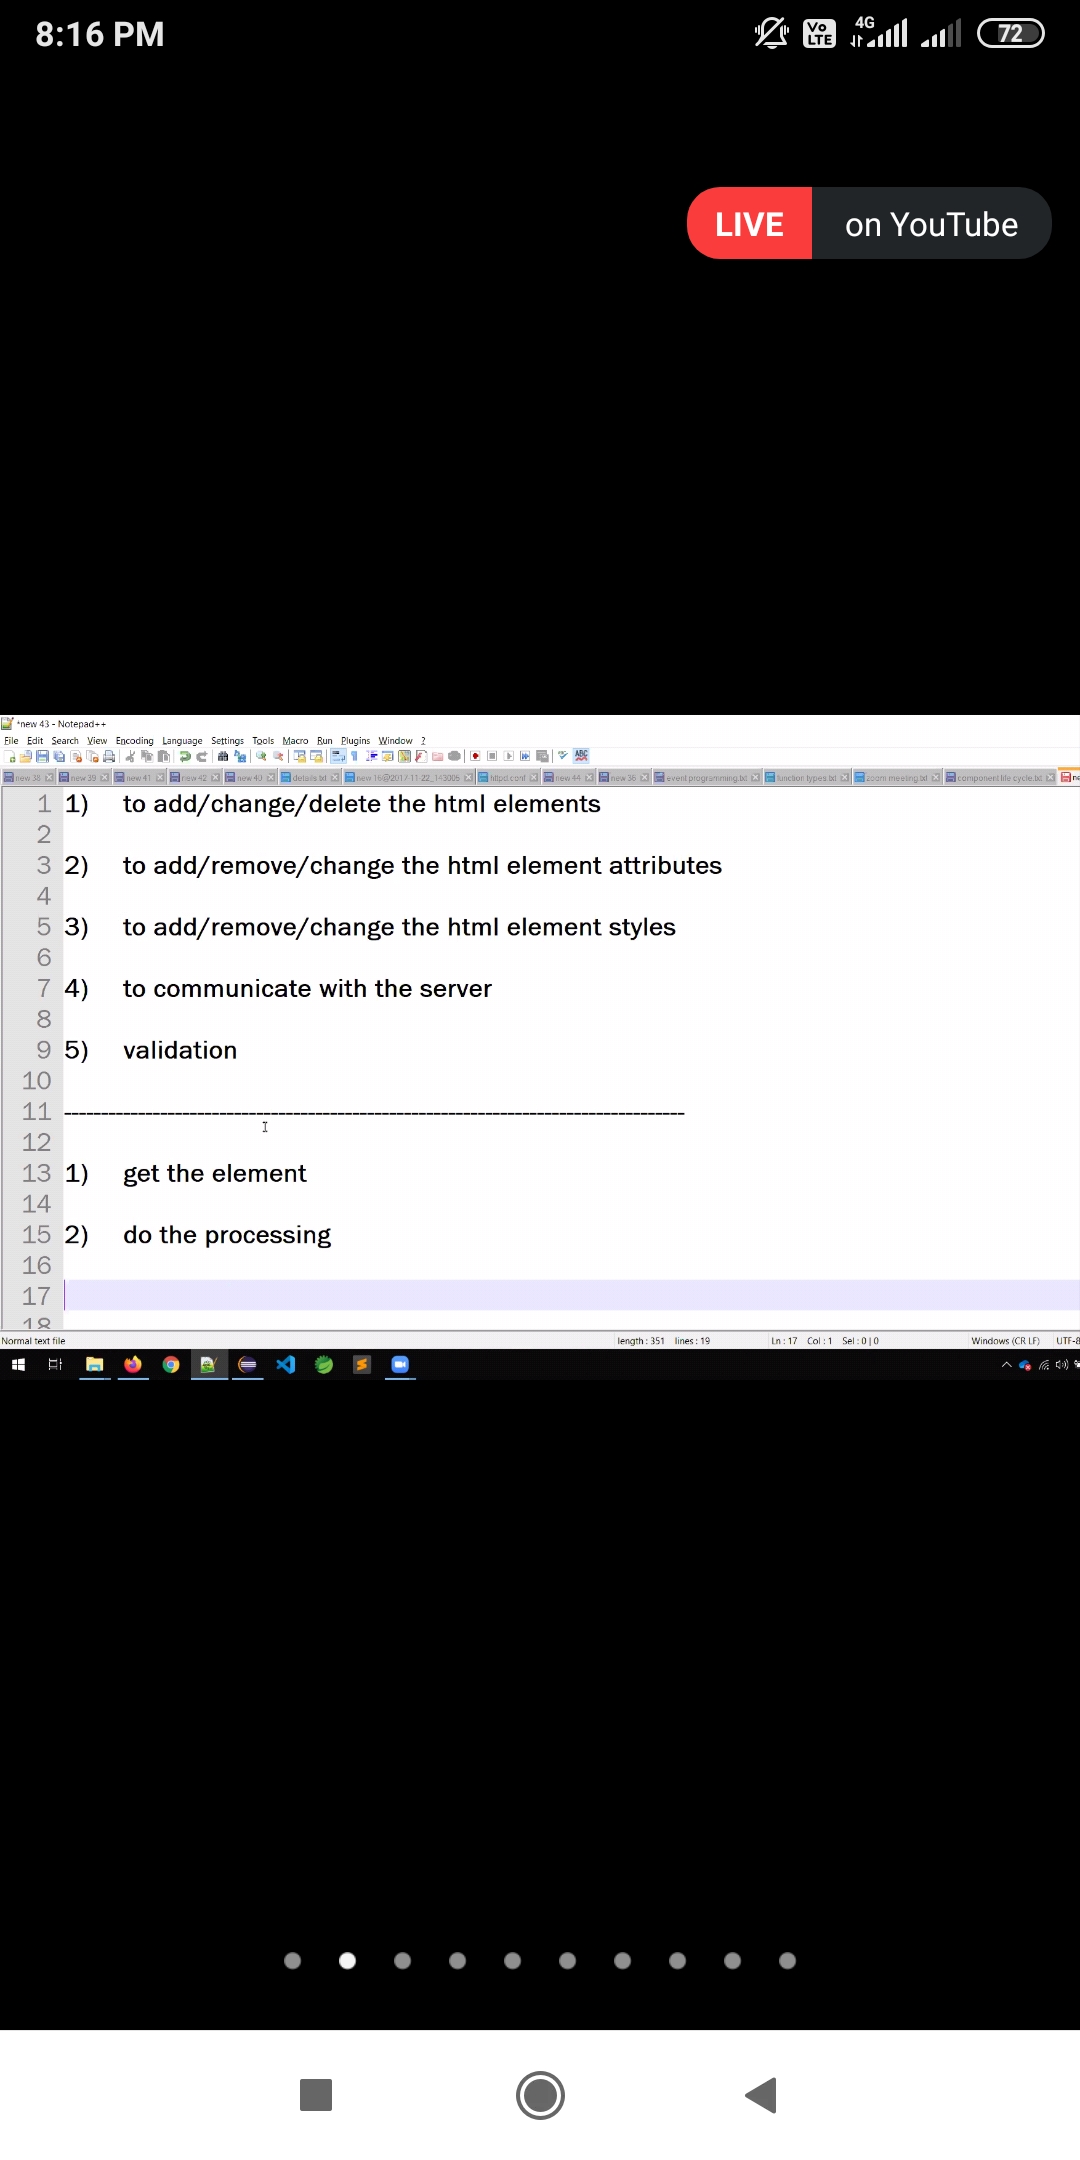 8:16 PM
Vo LTE
4G
72
LIVE on YouTube
*new 43 - Notepad++
File Edit Search View Encoding Language Settings Tools Macro Run Plugins Window ?
ABC
new 38 new 39 new 41 new 42 new 40 details.txt new 16@2017-11-22_143005 httpd.conf new 44 new 36 event programming.txt function types.txt zoom meeting.txt component life cycle.txt ne
1 1) to add/change/delete the html elements
2
3 2) to add/remove/change the html element attributes
4
5 3) to add/remove/change the html element styles
6
7 4) to communicate with the server
8
9 5) validation
10
11 --------------------------------------------------------------------------------
12
13 1) get the element
14
15 2) do the processing
16
17
18
Normal text file length : 351 lines : 19 Ln : 17 Col : 1 Sel : 0 | 0 Windows (CR LF) UTF-8